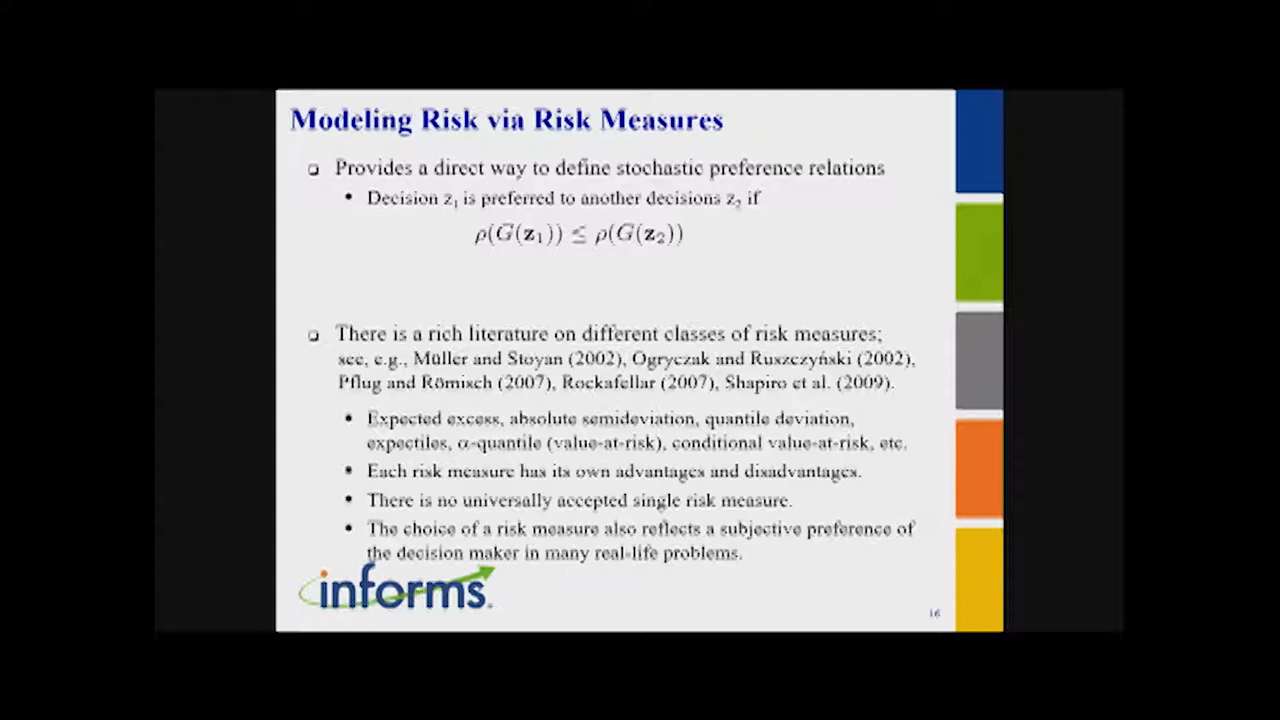 Modeling Risk via Risk Measures
❑ Provides a direct way to define stochastic preference relations
• Decision z₁ is preferred to another decisions z₂ if
ρ(G(𝐳₁)) ≤ ρ(G(𝐳₂))
❑ There is a rich literature on different classes of risk measures;
see, e.g., Müller and Stoyan (2002), Ogryczak and Ruszczyński (2002),
Pflug and Römisch (2007), Rockafellar (2007), Shapiro et al. (2009).
• Expected excess, absolute semideviation, quantile deviation,
expectiles, α-quantile (value-at-risk), conditional value-at-risk, etc.
• Each risk measure has its own advantages and disadvantages.
• There is no universally accepted single risk measure.
• The choice of a risk measure also reflects a subjective preference of
the decision maker in many real-life problems.
informs.
16